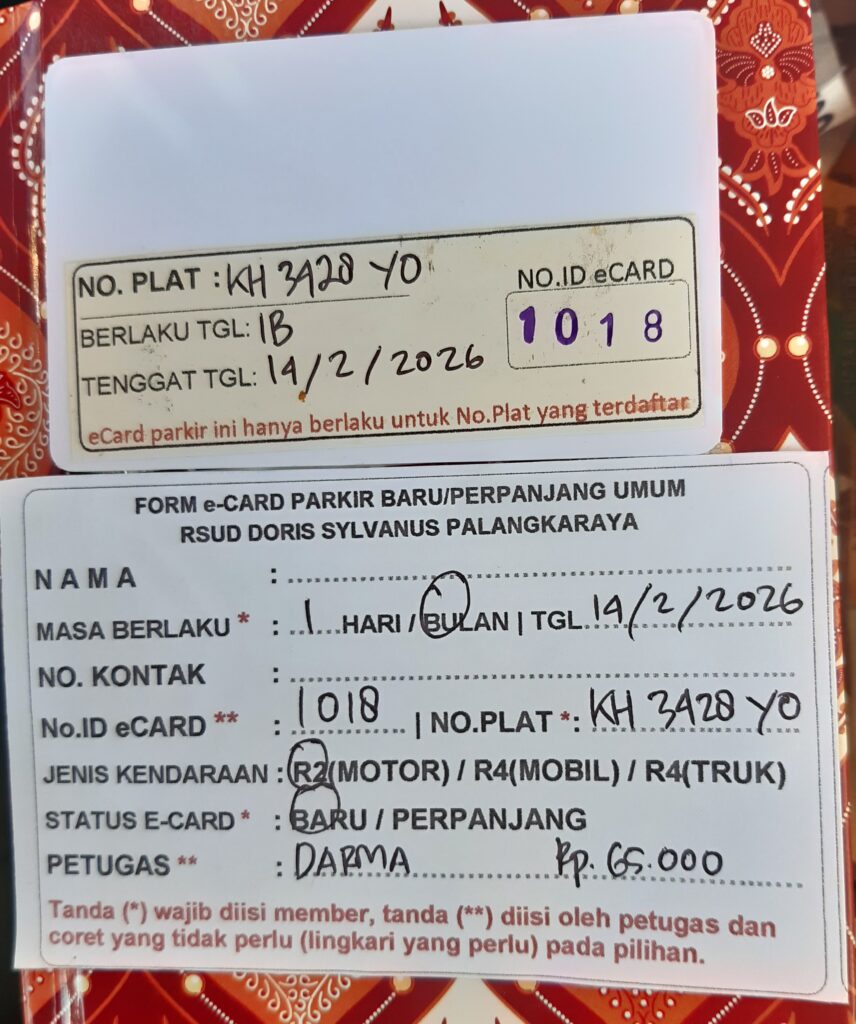 NO. PLAT : KH 3428 YO
NO.ID eCARD
1018
BERLAKU TGL: 1B
TENGGAT TGL: 14/2/2026
eCard parkir ini hanya berlaku untuk No.Plat yang terdaftar
FORM e-CARD PARKIR BARU/PERPANJANG UMUM
RSUD DORIS SYLVANUS PALANGKARAYA
NAMA :
MASA BERLAKU * : 1 HARI / BULAN | TGL. 14/2/2026
NO. KONTAK :
No.ID eCARD ** : 1018 | NO.PLAT *: KH 3428 YO
JENIS KENDARAAN : R2(MOTOR) / R4(MOBIL) / R4(TRUK)
STATUS E-CARD * : BARU / PERPANJANG
PETUGAS ** : DARMA Rp. 65.000
Tanda (*) wajib diisi member, tanda (**) diisi oleh petugas dan
coret yang tidak perlu (lingkari yang perlu) pada pilihan.